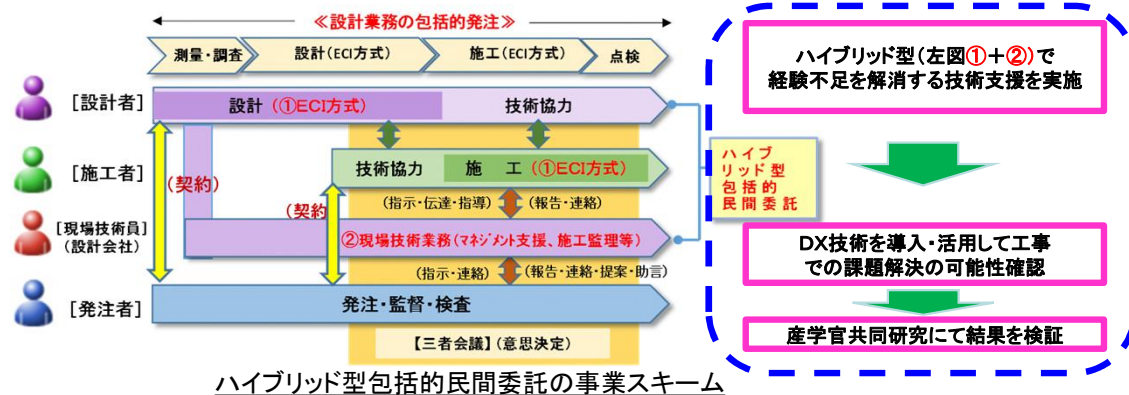 ≪設計業務の包括的発注≫
測量・調査
設計(ECI方式)
施工(ECI方式)
点検
[設計者]
設計(①ECI方式)
技術協力
[施工者]
技術協力
施 工(①ECI方式)
(契約)
(契約)
(指示・伝達・指導)
(報告・連絡)
[現場技術員]
(設計会社)
②現場技術業務(マネジメント支援、施工監理等)
(指示・連絡)
(報告・連絡・提案・助言)
[発注者]
発注・監督・検査
【三者会議】(意思決定)
ハイブリッド型包括的民間委託の事業スキーム
ハイブ
リッド型
包括的
民間委託
ハイブリッド型(左図①+②)で
経験不足を解消する技術支援を実施
DX技術を導入・活用して工事
での課題解決の可能性確認
産学官共同研究にて結果を検証